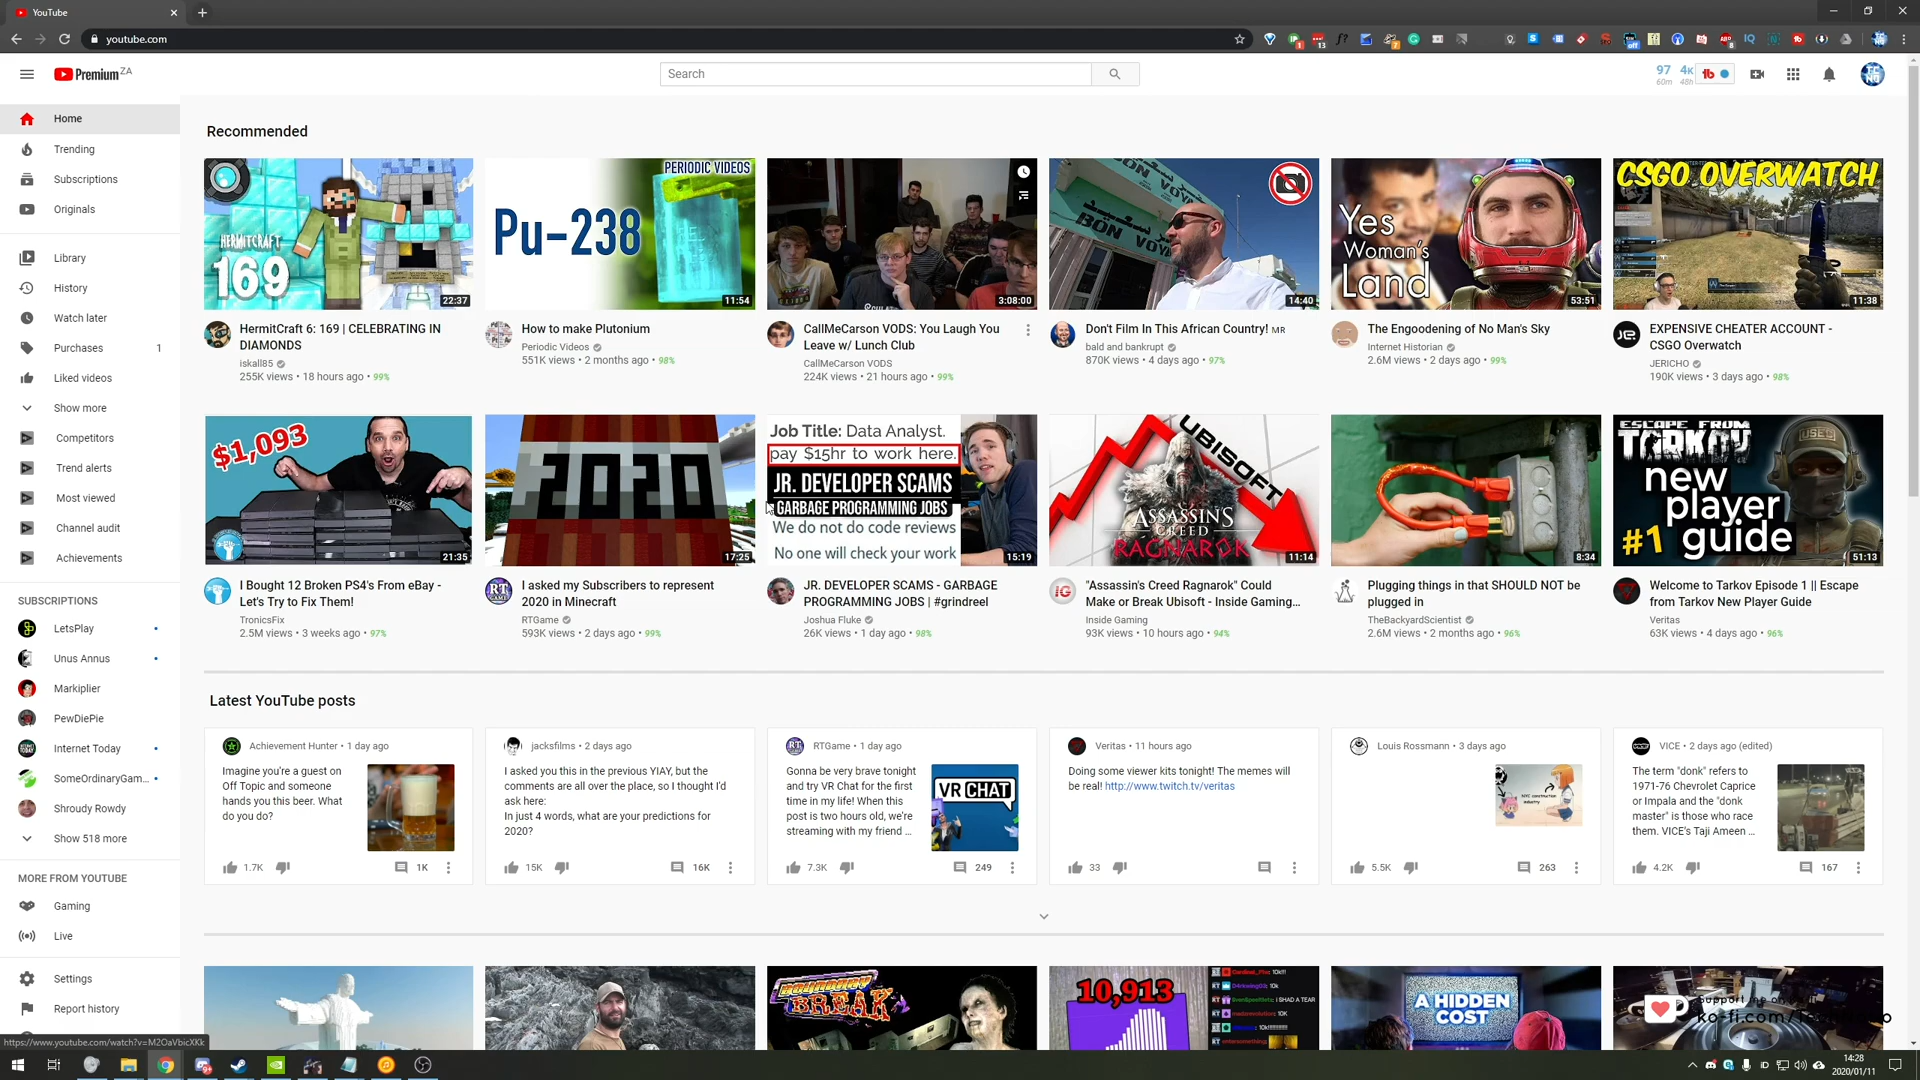 YouTube
youtube.com
Premium ZA
Search
97 4K
60m 48h
Home
Trending
Subscriptions
Originals
Library
History
Watch later
Purchases 1
Liked videos
Show more
Competitors
Trend alerts
Most viewed
Channel audit
Achievements
SUBSCRIPTIONS
LetsPlay
Unus Annus
Markiplier
PewDiePie
Internet Today
SomeOrdinaryGam...
Shroudy Rowdy
Show 518 more
MORE FROM YOUTUBE
Gaming
Live
Settings
Report history
Recommended
HERMITCRAFT
169
22:37
HermitCraft 6: 169 | CELEBRATING IN
DIAMONDS
iskall85
255K views • 18 hours ago • 99%
PERIODIC VIDEOS
Pu-238
11:54
How to make Plutonium
Periodic Videos
551K views • 2 months ago • 98%
3:08:00
CallMeCarson VODS: You Laugh You
Leave w/ Lunch Club
CallMeCarson VODS
224K views • 21 hours ago • 99%
BON VOY
14:40
Don't Film In This African Country! MR
bald and bankrupt
870K views • 4 days ago • 97%
Yes
Woman's
Land
53:51
The Engoodening of No Man's Sky
Internet Historian
2.6M views • 2 days ago • 99%
CSGO OVERWATCH
11:38
EXPENSIVE CHEATER ACCOUNT -
CSGO Overwatch
JERICHO
190K views • 3 days ago • 98%
$1,093
21:35
I Bought 12 Broken PS4's From eBay -
Let's Try to Fix Them!
TronicsFix
2.5M views • 3 weeks ago • 97%
2020
17:25
I asked my Subscribers to represent
2020 in Minecraft
RTGame
593K views • 2 days ago • 99%
Job Title: Data Analyst.
pay $15hr to work here.
JR. DEVELOPER SCAMS
GARBAGE PROGRAMMING JOBS
We do not do code reviews
No one will check your work
15:19
JR. DEVELOPER SCAMS - GARBAGE
PROGRAMMING JOBS | #grindreel
Joshua Fluke
26K views • 1 day ago • 98%
UBISOFT
ASSASSIN'S
CREED
RAGNAROK
11:14
"Assassin's Creed Ragnarok" Could
Make or Break Ubisoft - Inside Gaming...
Inside Gaming
93K views • 10 hours ago • 94%
8:34
Plugging things in that SHOULD NOT be
plugged in
TheBackyardScientist
2.6M views • 2 months ago • 96%
ESCAPE FROM
TARKOV
new
player
#1 guide
USEC
51:13
Welcome to Tarkov Episode 1 || Escape
from Tarkov New Player Guide
Veritas
63K views • 4 days ago • 96%
Latest YouTube posts
Achievement Hunter • 1 day ago
Imagine you're a guest on
Off Topic and someone
hands you this beer. What
do you do?
1.7K 1K
jacksfilms • 2 days ago
I asked you this in the previous YIAY, but the
comments are all over the place, so I thought I'd
ask here:
In just 4 words, what are your predictions for
2020?
15K 16K
RTGame • 1 day ago
Gonna be very brave tonight
and try VR Chat for the first
time in my life! When this
post is two hours old, we're
streaming with my friend ...
VR CHAT
7.3K 249
Veritas • 11 hours ago
Doing some viewer kits tonight! The memes will
be real! http://www.twitch.tv/veritas
33
Louis Rossmann • 3 days ago
5.5K 263
VICE • 2 days ago (edited)
The term "donk" refers to
1971-76 Chevrolet Caprice
or Impala and the "donk
master" is those who race
them. VICE's Taji Ameen ...
4.2K 167
BOUNDARY
BREAK
10,913
A HIDDEN
COST
https://www.youtube.com/watch?v=M2OaVbicXKk
14:28
2020/01/11